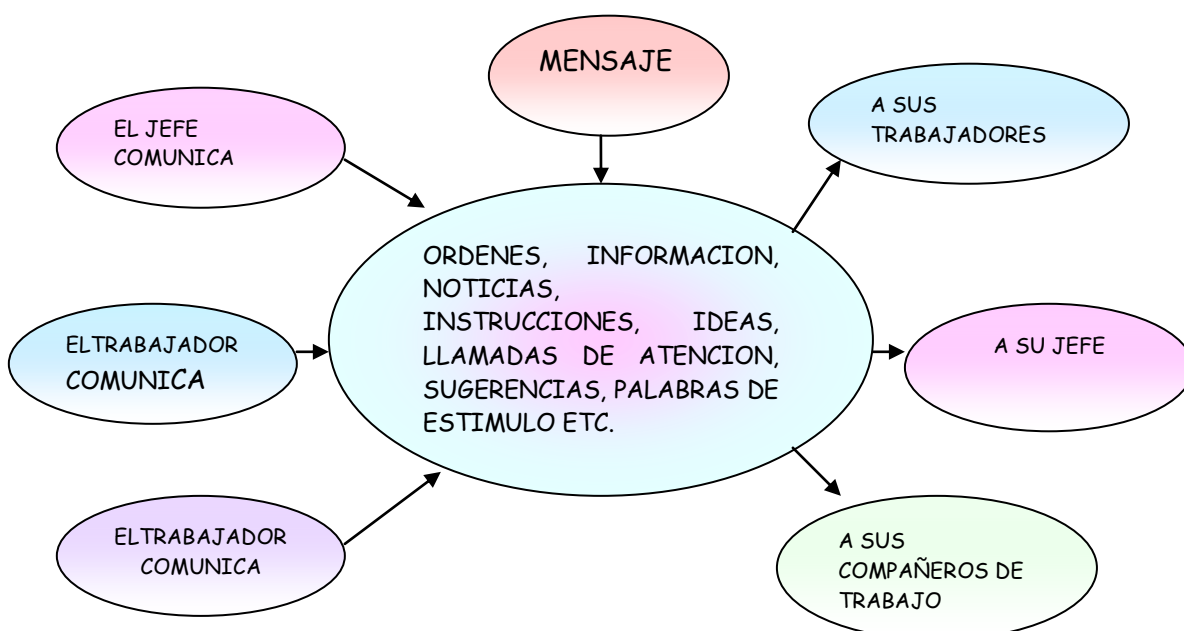 MENSAJE
EL JEFE
COMUNICA
A SUS
TRABAJADORES
ORDENES, INFORMACION,
NOTICIAS,
INSTRUCCIONES, IDEAS,
LLAMADAS DE ATENCION,
SUGERENCIAS, PALABRAS DE
ESTIMULO ETC.
ELTRABAJADOR
COMUNICA
A SU JEFE
ELTRABAJADOR
COMUNICA
A SUS
COMPAÑEROS DE
TRABAJO